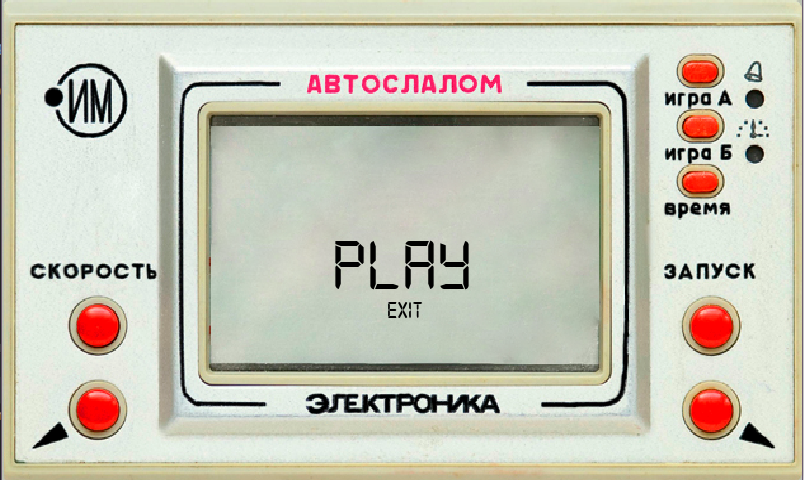 ИМ
АВТОСЛАЛОМ
игра А
игра Б
время
СКОРОСТЬ
ЗАПУСК
PLAY
EXIT
ЭЛЕКТРОНИКА